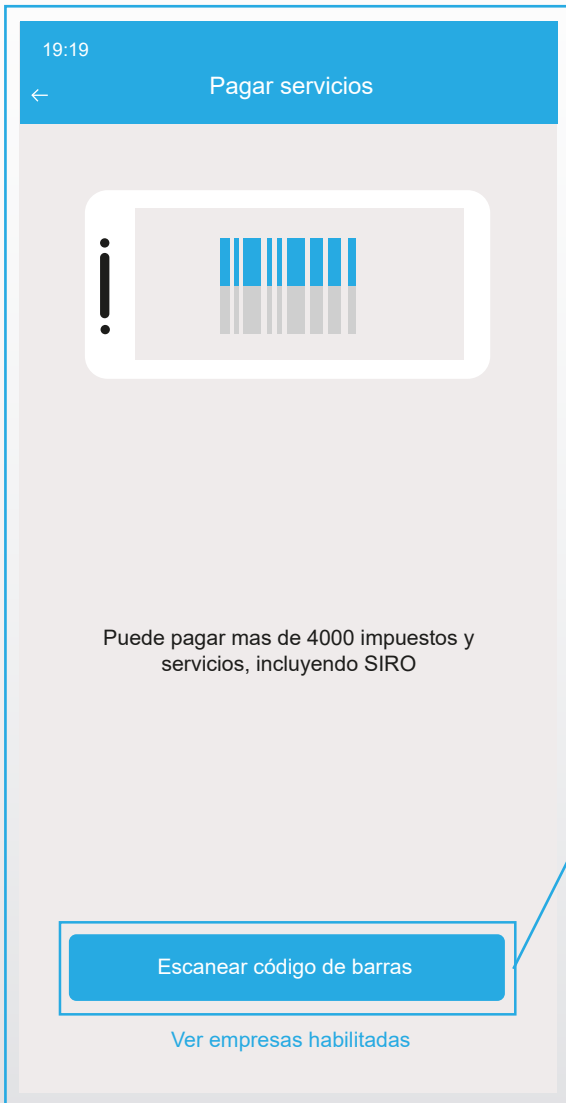 19:19
Pagar servicios
Puede pagar mas de 4000 impuestos y
servicios, incluyendo SIRO
Escanear código de barras
Ver empresas habilitadas